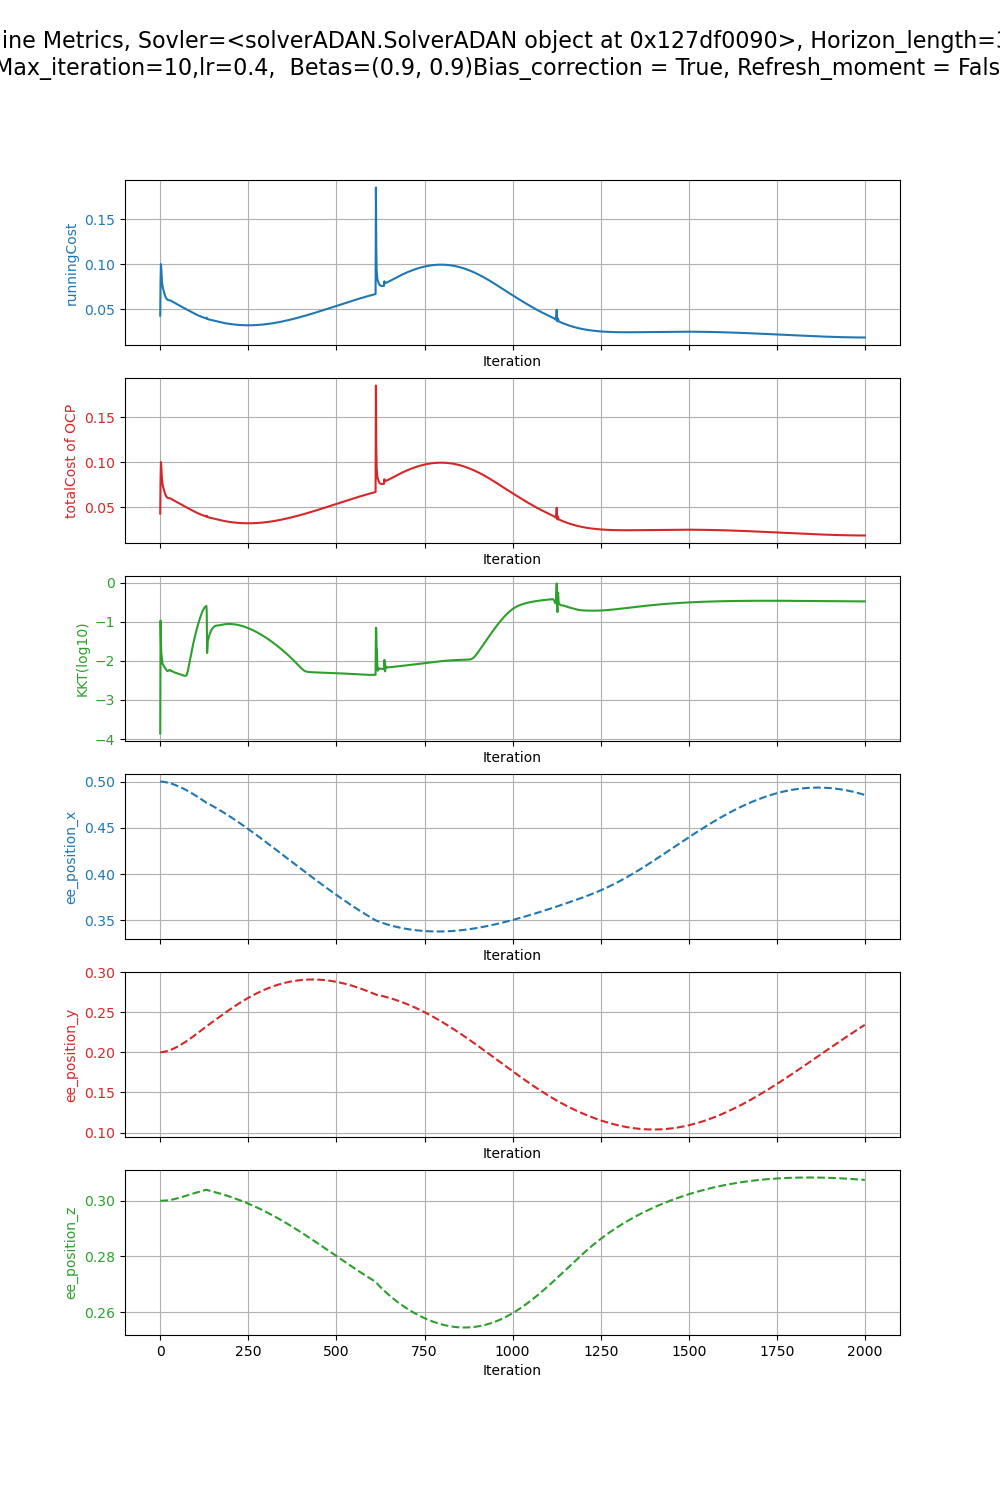 ine Metrics, Sovler=<solverADAN.SolverADAN object at 0x127df0090>, Horizon_length=3
Max_iteration=10,lr=0.4,  Betas=(0.9, 0.9)Bias_correction = True, Refresh_moment = Fals
runningCost
0.15
0.10
0.05
Iteration
totalCost of OCP
0.15
0.10
0.05
Iteration
KKT(log10)
0
−1
−2
−3
−4
Iteration
ee_position_x
0.50
0.45
0.40
0.35
Iteration
ee_position_y
0.30
0.25
0.20
0.15
0.10
Iteration
ee_position_z
0.30
0.28
0.26
0 250 500 750 1000 1250 1500 1750 2000
Iteration